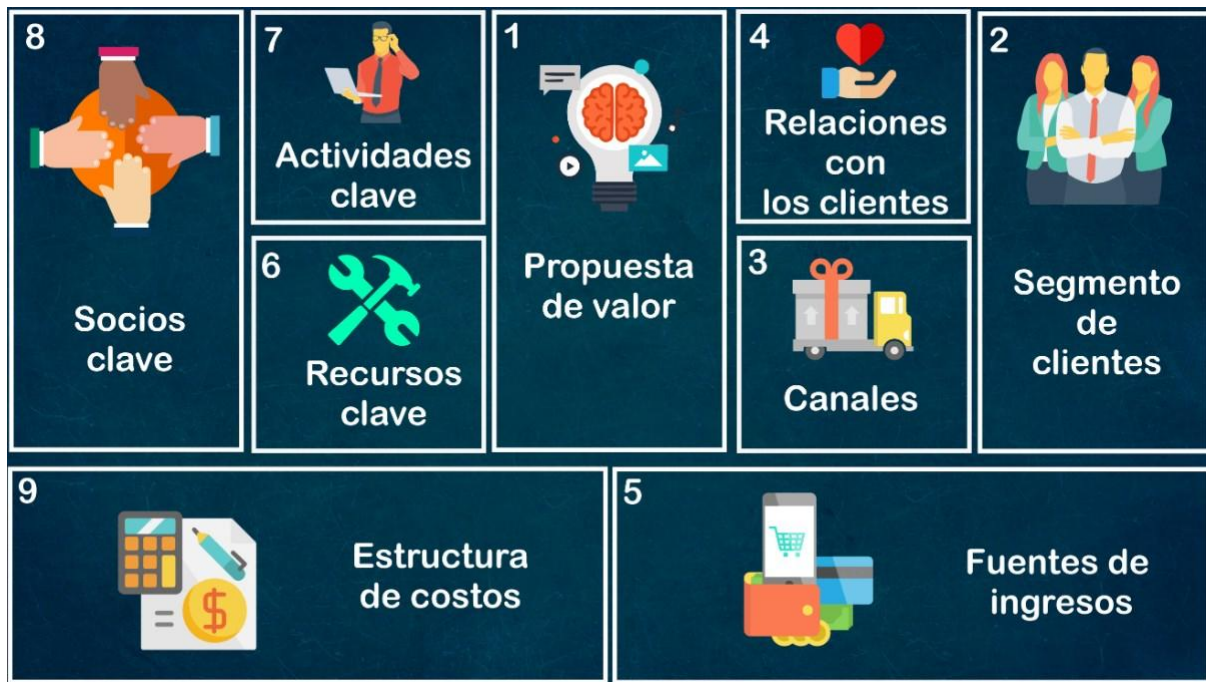 8
Socios
clave
7
Actividades
clave
6
Recursos
clave
1
Propuesta
de valor
4
Relaciones
con
los clientes
3
Canales
2
Segmento
de
clientes
9
Estructura
de costos
5
Fuentes de
ingresos